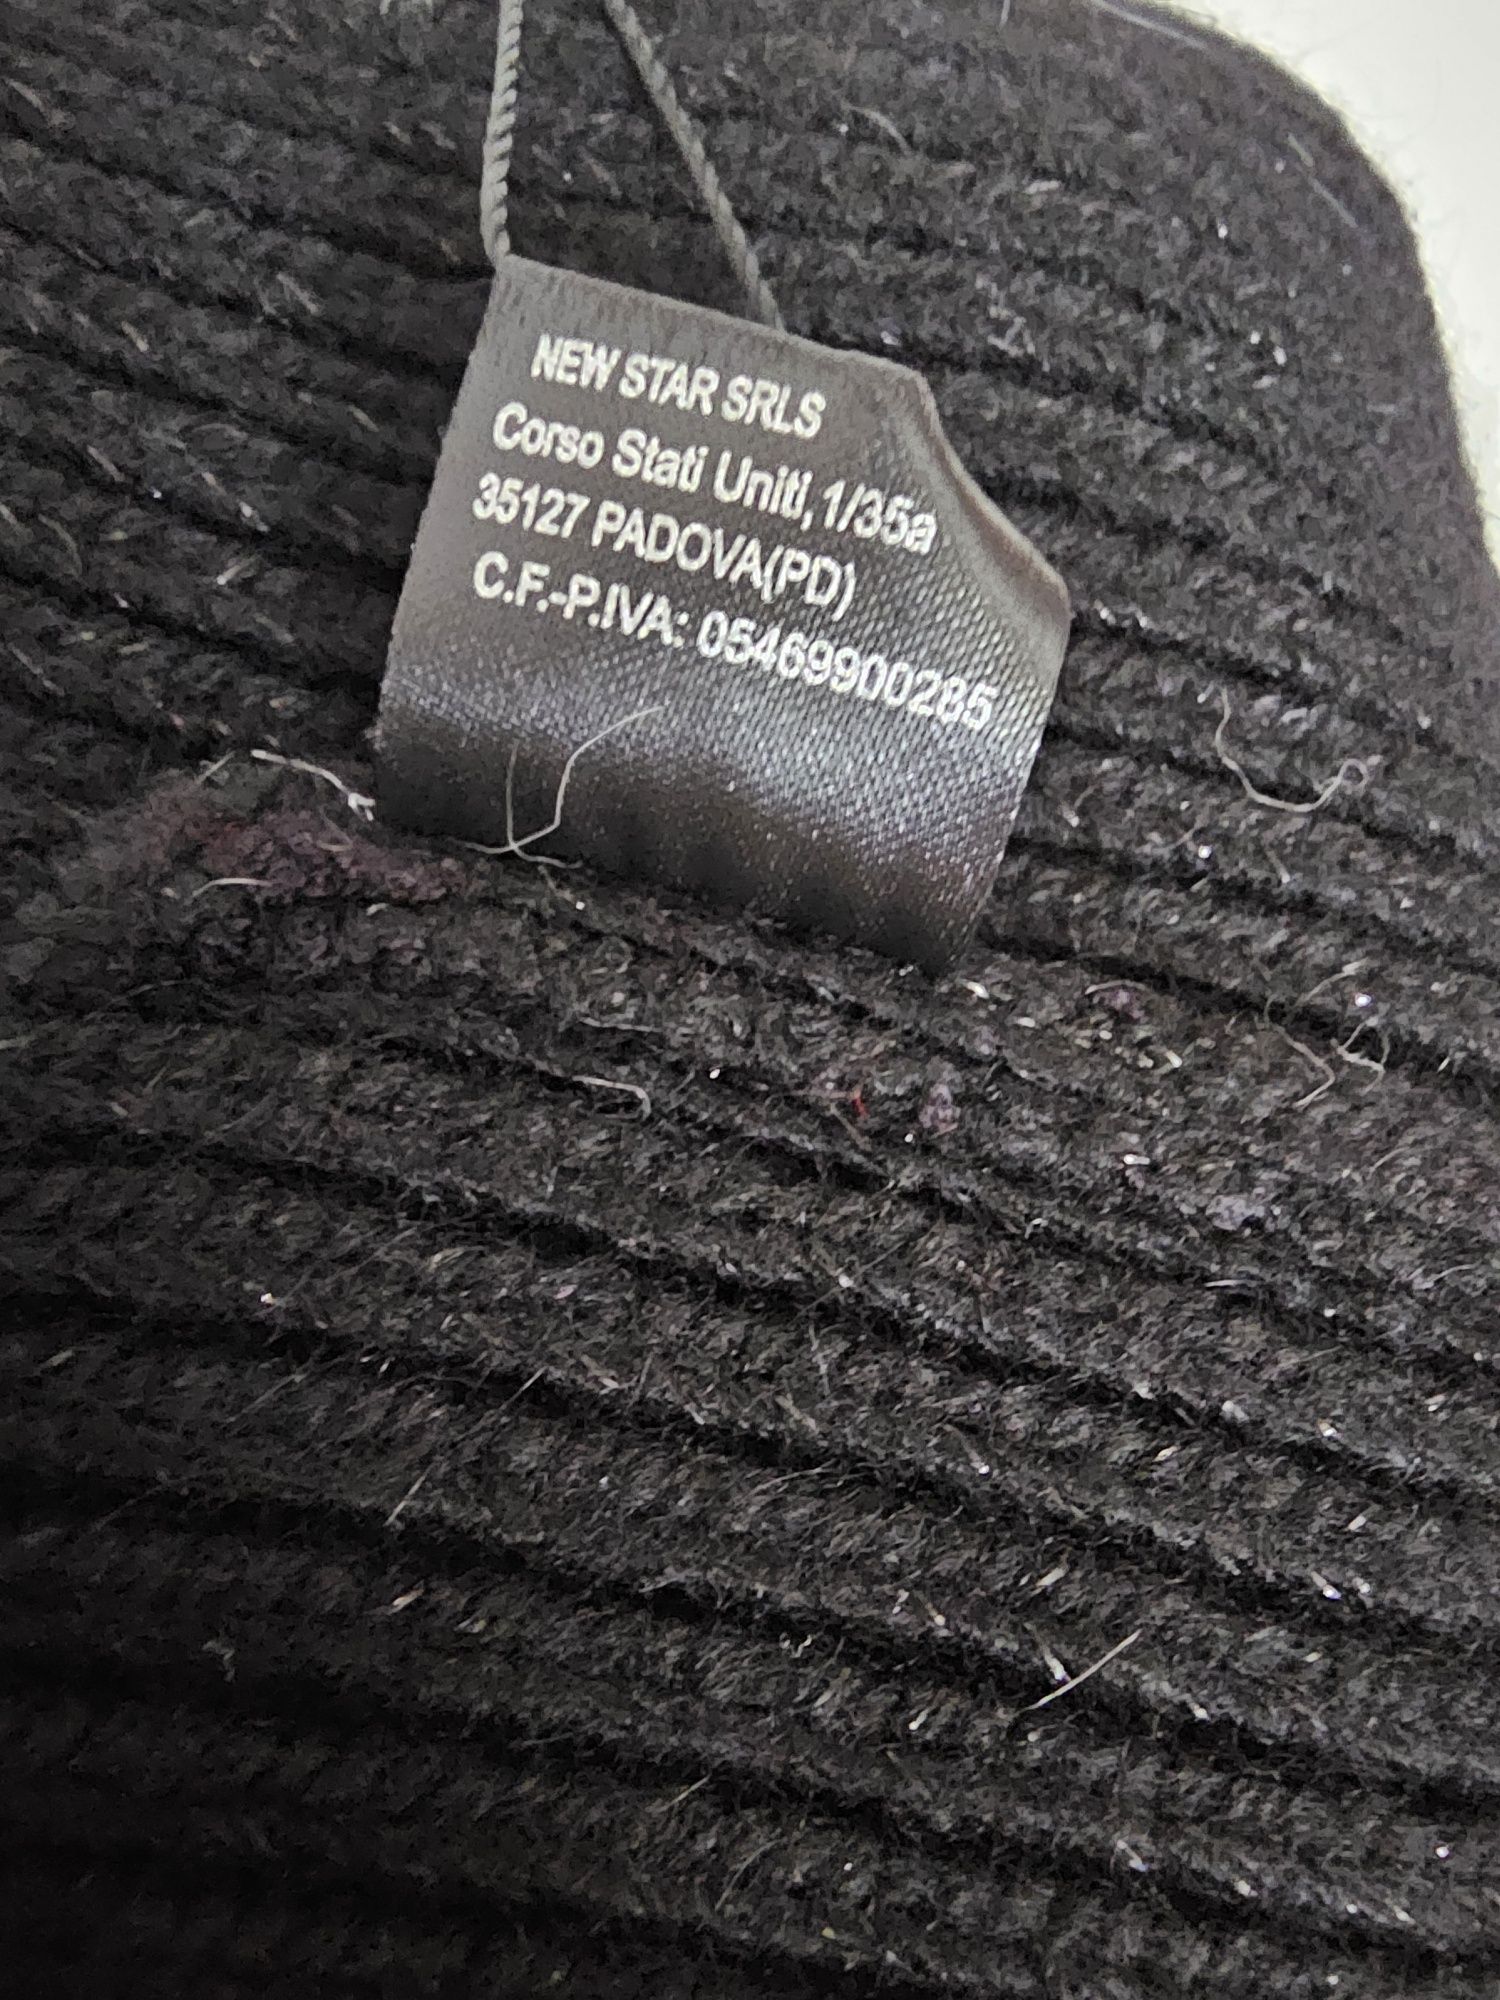 NEW STAR SRLS
Corso Stati Uniti, 1/35a
35127 PADOVA(PD)
C.F.-P.IVA: 05469900285